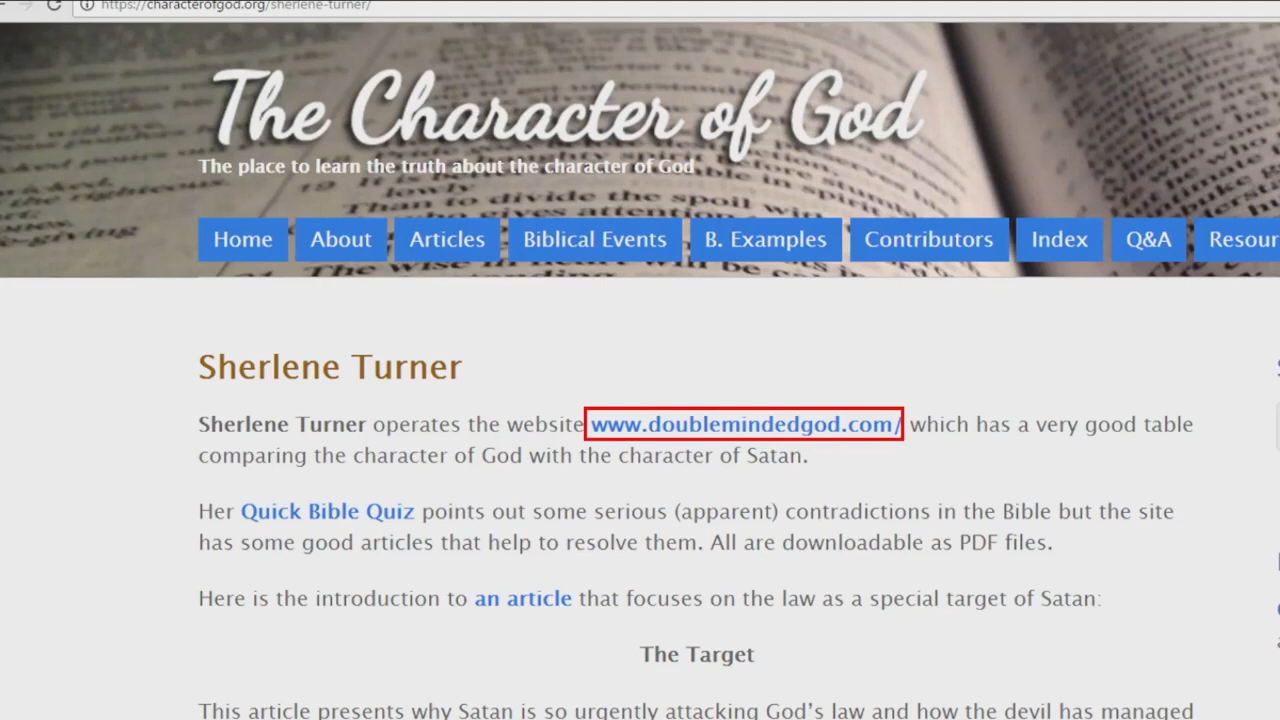 https://characterofgod.org/sherlene-turner/
The Character of God
The place to learn the truth about the character of God
Home About Articles Biblical Events B. Examples Contributors Index Q&A Resour
Sherlene Turner
Sherlene Turner operates the website www.doublemindedgod.com/ which has a very good table
comparing the character of God with the character of Satan.
Her Quick Bible Quiz points out some serious (apparent) contradictions in the Bible but the site
has some good articles that help to resolve them. All are downloadable as PDF files.
Here is the introduction to an article that focuses on the law as a special target of Satan:
The Target
This article presents why Satan is so urgently attacking God's law and how the devil has managed